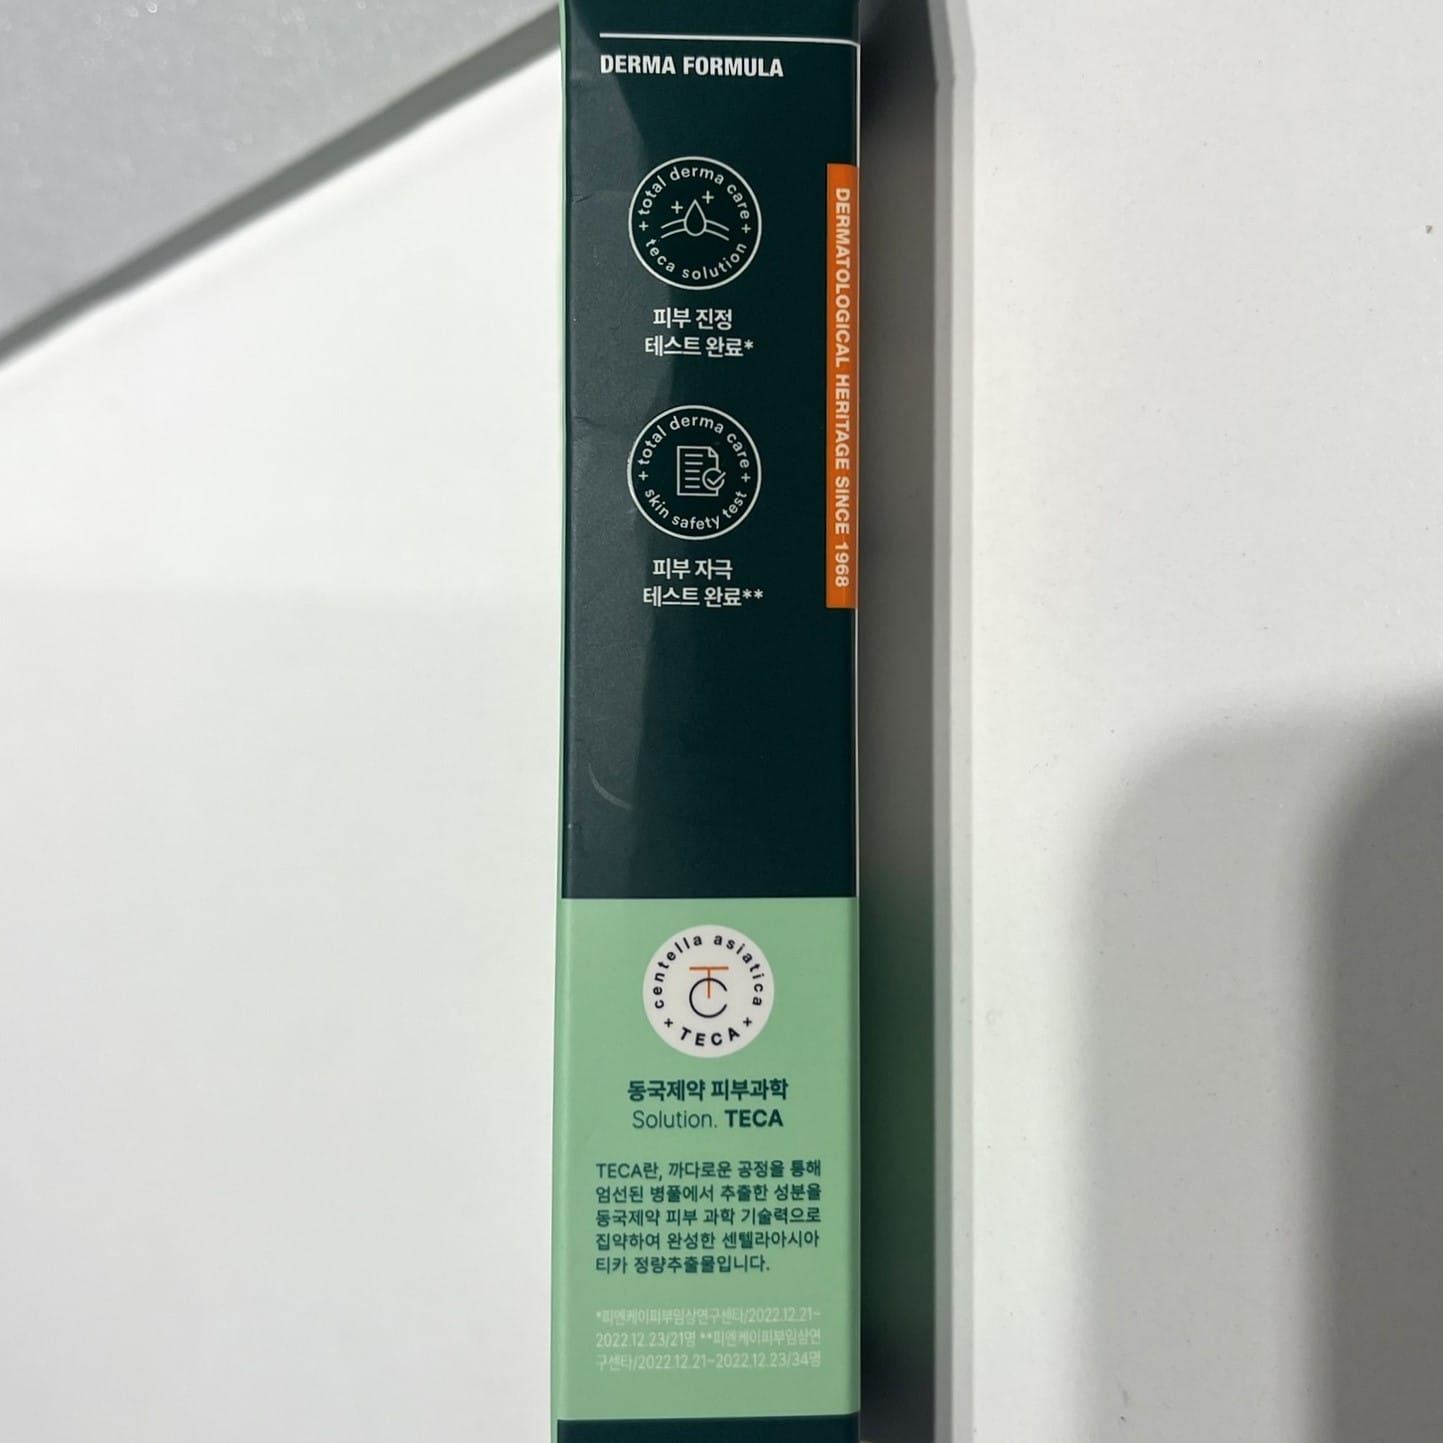 DERMA FORMULA
+ total derma care +
teca solution
피부 진정
테스트 완료*
DERMATOLOGICAL HERITAGE SINCE 1968
+ total derma care +
skin safety test
피부 자극
테스트 완료**
centella asiatica
TC
+ TECA +
동국제약 피부과학
Solution. TECA
TECA란, 까다로운 공정을 통해
엄선된 병풀에서 추출한 성분을
동국제약 피부 과학 기술력으로
집약하여 완성한 센텔라아시아
티카 정량추출물입니다.
*피엔케이피부임상연구센타/2022.12.21~
2022.12.23/21명 **피엔케이피부임상연
구센타/2022.12.21~2022.12.23/34명